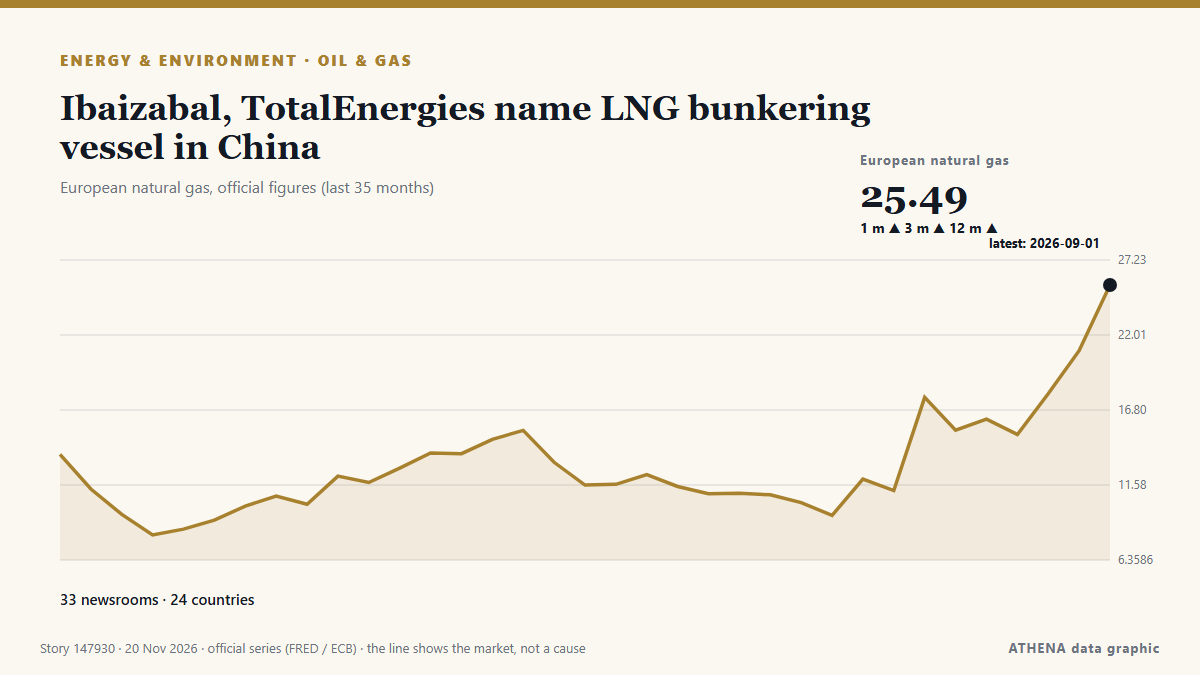 ENERGY & ENVIRONMENT · OIL & GAS
Ibaizabal, TotalEnergies name LNG bunkering
vessel in China
European natural gas, official figures (last 35 months)
European natural gas
25.49
1 m ▲ 3 m ▲ 12 m ▲
latest: 2026-09-01
27.23
22.01
16.80
11.58
6.3586
33 newsrooms · 24 countries
Story 147930 · 20 Nov 2026 · official series (FRED / ECB) · the line shows the market, not a cause
ATHENA data graphic